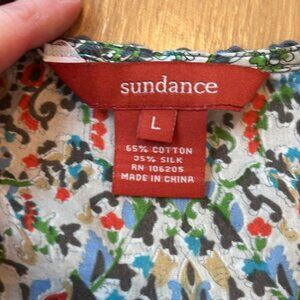 sundance
L
65% COTTON
35% SILK
RN 106205
MADE IN CHINA